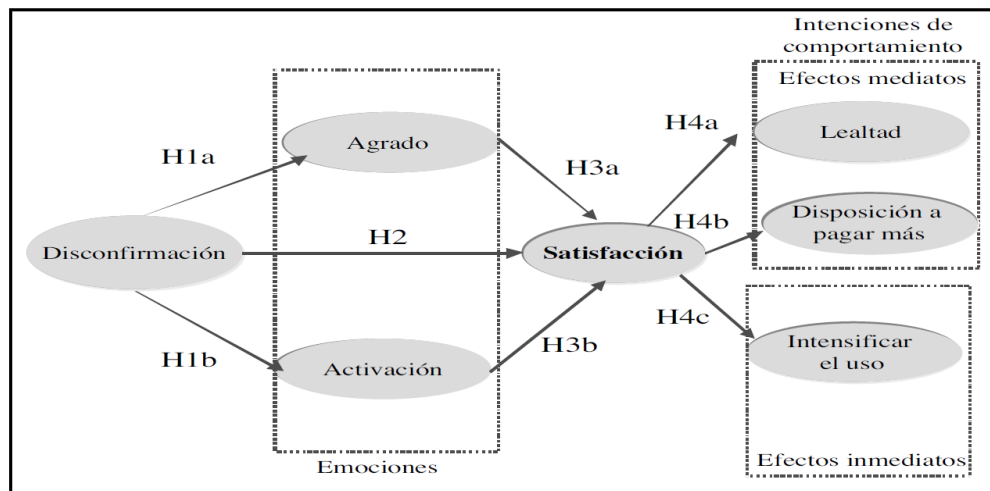 Intenciones de
comportamiento
Efectos mediatos
Agrado
Lealtad
H1a
H3a
H4a
Disconfirmación
H2
Satisfacción
H4b
Disposición a
pagar más
H1b
Activación
H3b
H4c
Intensificar
el uso
Emociones
Efectos inmediatos